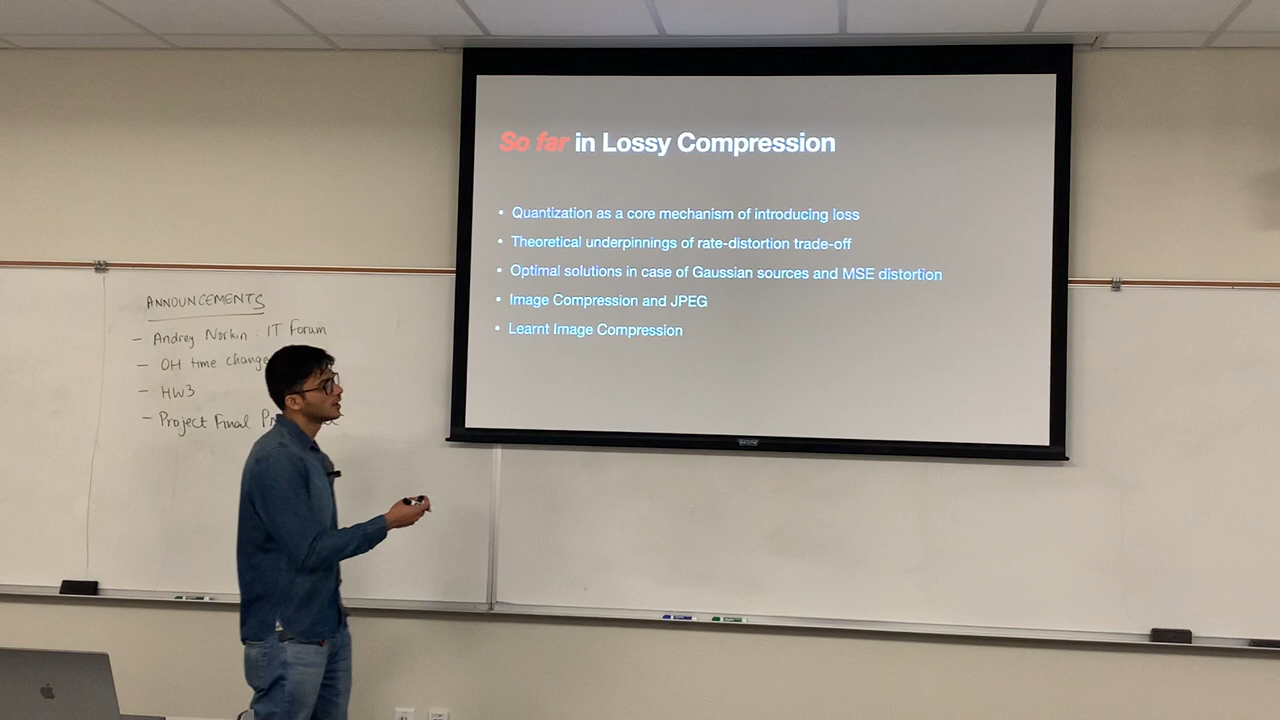 So far in Lossy Compression
• Quantization as a core mechanism of introducing loss
• Theoretical underpinnings of rate-distortion trade-off
• Optimal solutions in case of Gaussian sources and MSE distortion
• Image Compression and JPEG
• Learnt Image Compression
ANNOUNCEMENTS
- Andrey Norkin : IT Forum
- OH time change
- HW3
- Project Final